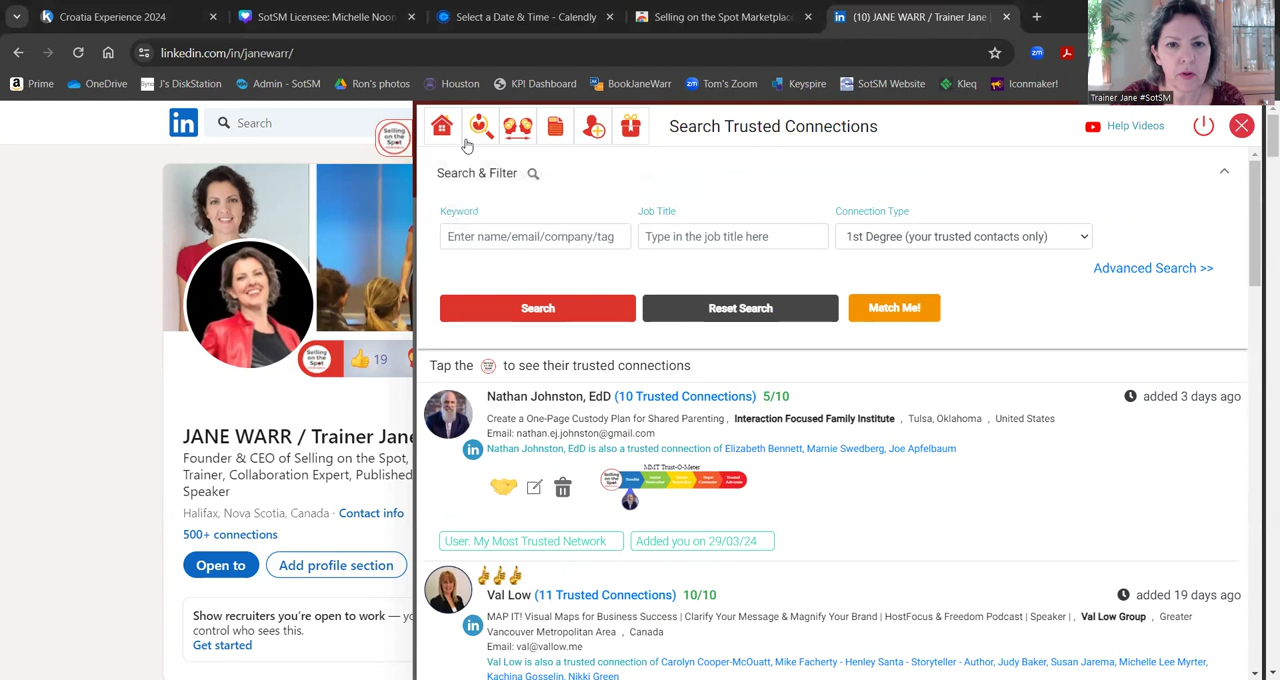 Croatia Experience 2024
SotSM Licensee: Michelle Noon
Select a Date & Time - Calendly
Selling on the Spot Marketplac
(10) JANE WARR / Trainer Jane
linkedin.com/in/janewarr/
Prime
OneDrive
J's DiskStation
Admin - SotSM
Ron's photos
Houston
KPI Dashboard
BookJaneWarr
Tom's Zoom
Keyspire
SotSM Website
Kleq
Iconmaker!
Trainer Jane #SotSM
Search
Selling on the Spot
Search Trusted Connections
Help Videos
Search & Filter
Keyword
Job Title
Connection Type
Enter name/email/company/tag
Type in the job title here
1st Degree (your trusted contacts only)
Advanced Search >>
Search
Reset Search
Match Me!
Selling on the Spot
19
Tap the
to see their trusted connections
Nathan Johnston, EdD (10 Trusted Connections) 5/10
added 3 days ago
Create a One-Page Custody Plan for Shared Parenting , Interaction Focused Family Institute , Tulsa, Oklahoma , United States
Email: nathan.ej.johnston@gmail.com
Nathan Johnston, EdD is also a trusted connection of Elizabeth Bennett, Marnie Swedberg, Joe Apfelbaum
MMT Trust-O-Meter
User: My Most Trusted Network
Added you on 29/03/24
Val Low (11 Trusted Connections) 10/10
added 19 days ago
MAP IT! Visual Maps for Business Success | Clarify Your Message & Magnify Your Brand | HostFocus & Freedom Podcast | Speaker | , Val Low Group , Greater
Vancouver Metropolitan Area , Canada
Email: val@vallow.me
Val Low is also a trusted connection of Carolyn Cooper-McOuatt, Mike Facherty - Henley Santa - Storyteller - Author, Judy Baker, Susan Jarema, Michelle Lee Myrter,
Kachina Gosselin, Nikki Green
JANE WARR / Trainer Jane
Founder & CEO of Selling on the Spot,
Trainer, Collaboration Expert, Published
Speaker
Halifax, Nova Scotia, Canada · Contact info
500+ connections
Open to
Add profile section
Show recruiters you're open to work — yo
control who sees this.
Get started